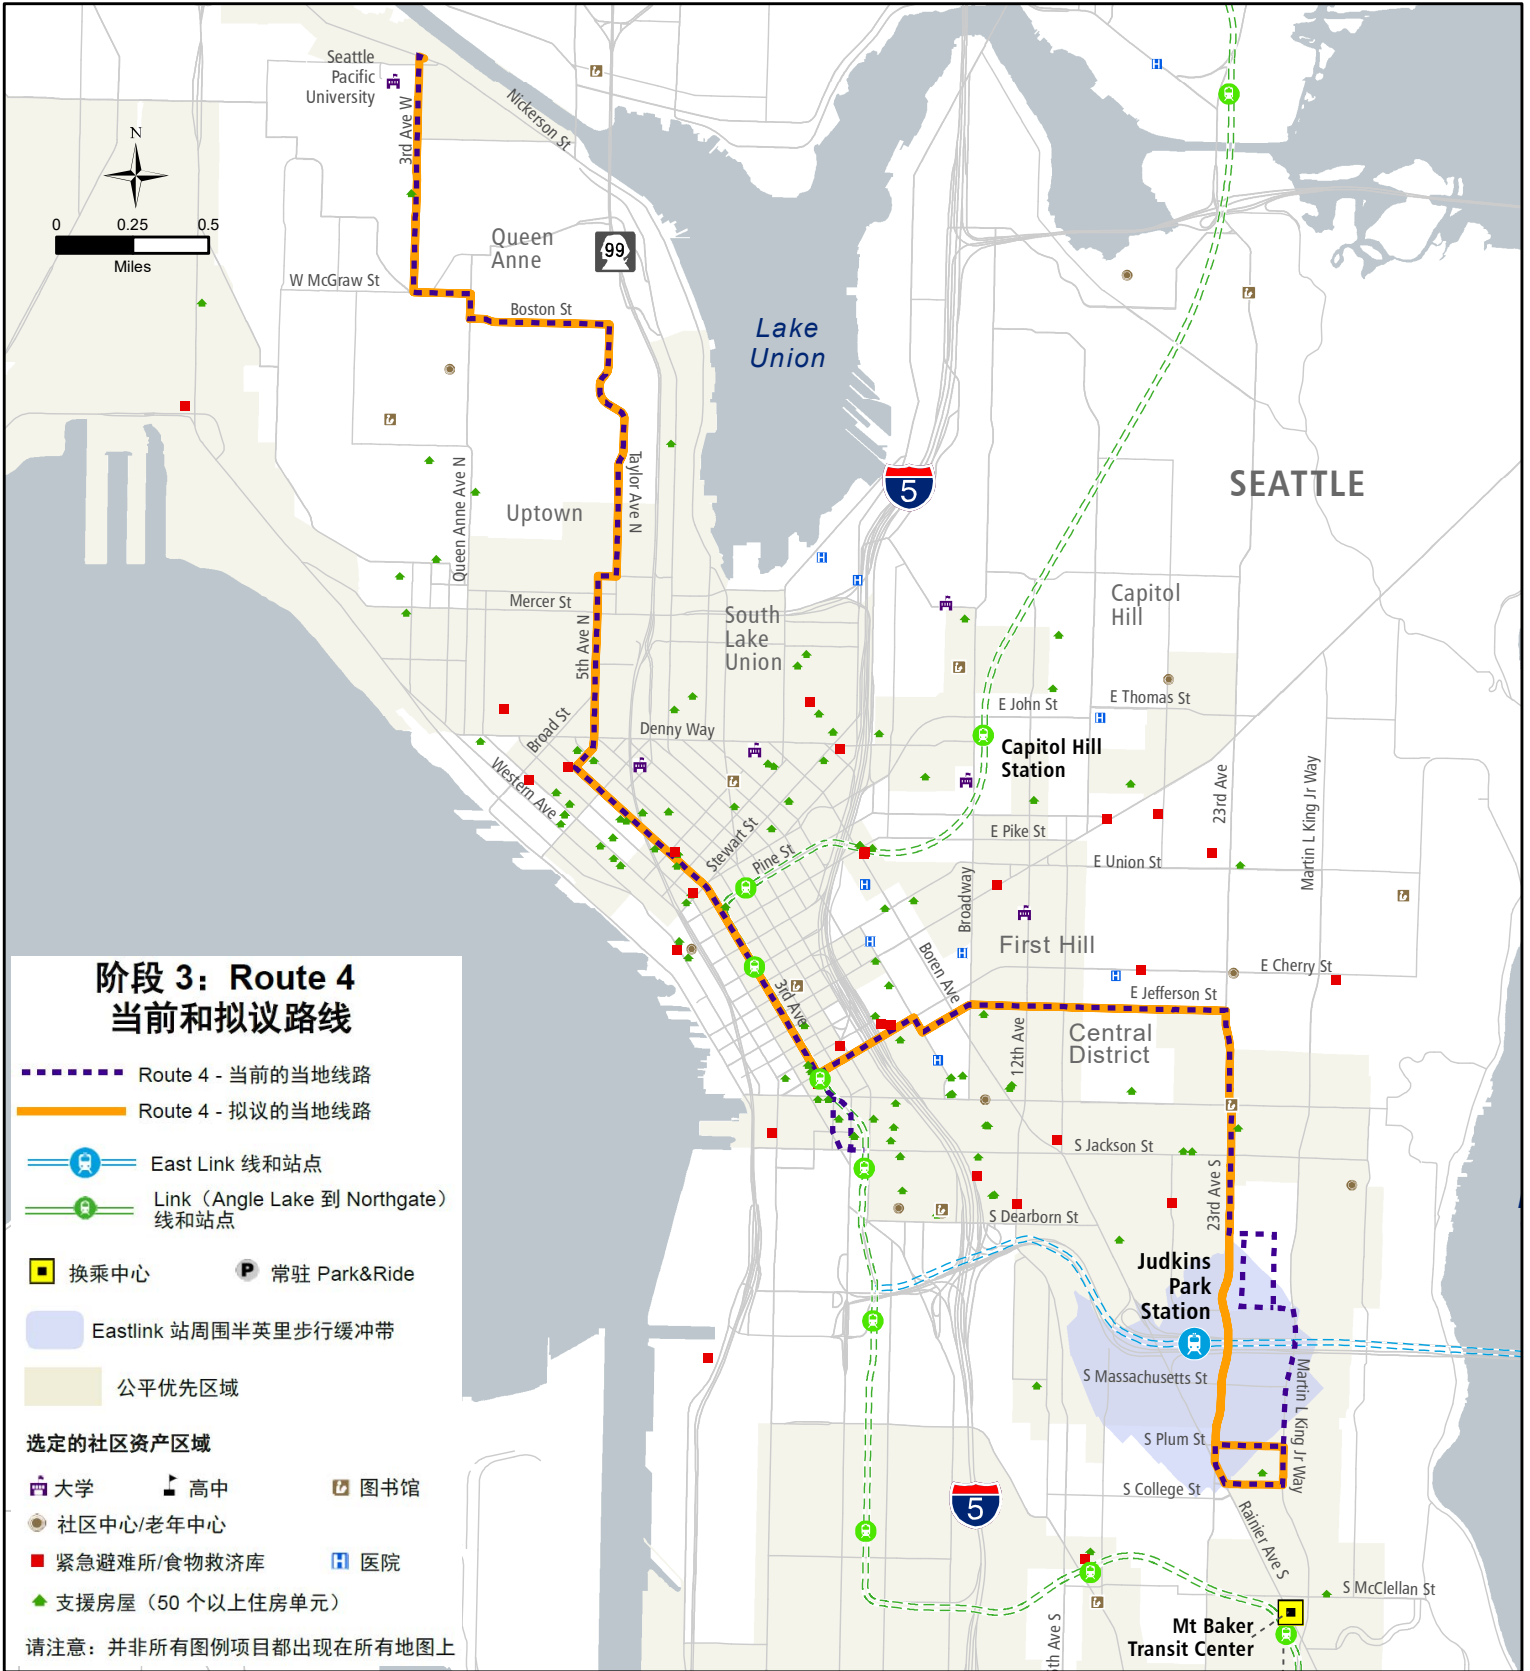 Seattle
Pacific
University
3rd Ave W
Nickerson St
N
0 0.25 0.5
Miles
Queen
Anne
99
W McGraw St
Boston St
Lake
Union
Taylor Ave N
Queen Anne Ave N
Uptown
5
SEATTLE
Mercer St
5th Ave N
South
Lake
Union
Capitol
Hill
E Thomas St
E John St
Broad St
Denny Way
Capitol Hill
Station
Western Ave
23rd Ave
Martin L King Jr Way
Stewart St
Pine St
E Pike St
E Union St
Broadway
First Hill
Boren Ave
3rd Ave
E Cherry St
E Jefferson St
12th Ave
Central
District
S Jackson St
23rd Ave S
S Dearborn St
Judkins
Park
Station
S Massachusetts St
Martin L King Jr Way
S Plum St
S College St
5
Rainier Ave S
S McClellan St
Mt Baker
Transit Center
th Ave S
阶段 3：Route 4
当前和拟议路线
Route 4 - 当前的当地线路
Route 4 - 拟议的当地线路
East Link 线和站点
Link（Angle Lake 到 Northgate）
线和站点
换乘中心
P 常驻 Park&Ride
Eastlink 站周围半英里步行缓冲带
公平优先区域
选定的社区资产区域
大学
高中
图书馆
社区中心/老年中心
紧急避难所/食物救济库
H 医院
支援房屋（50 个以上住房单元）
请注意：并非所有图例项目都出现在所有地图上